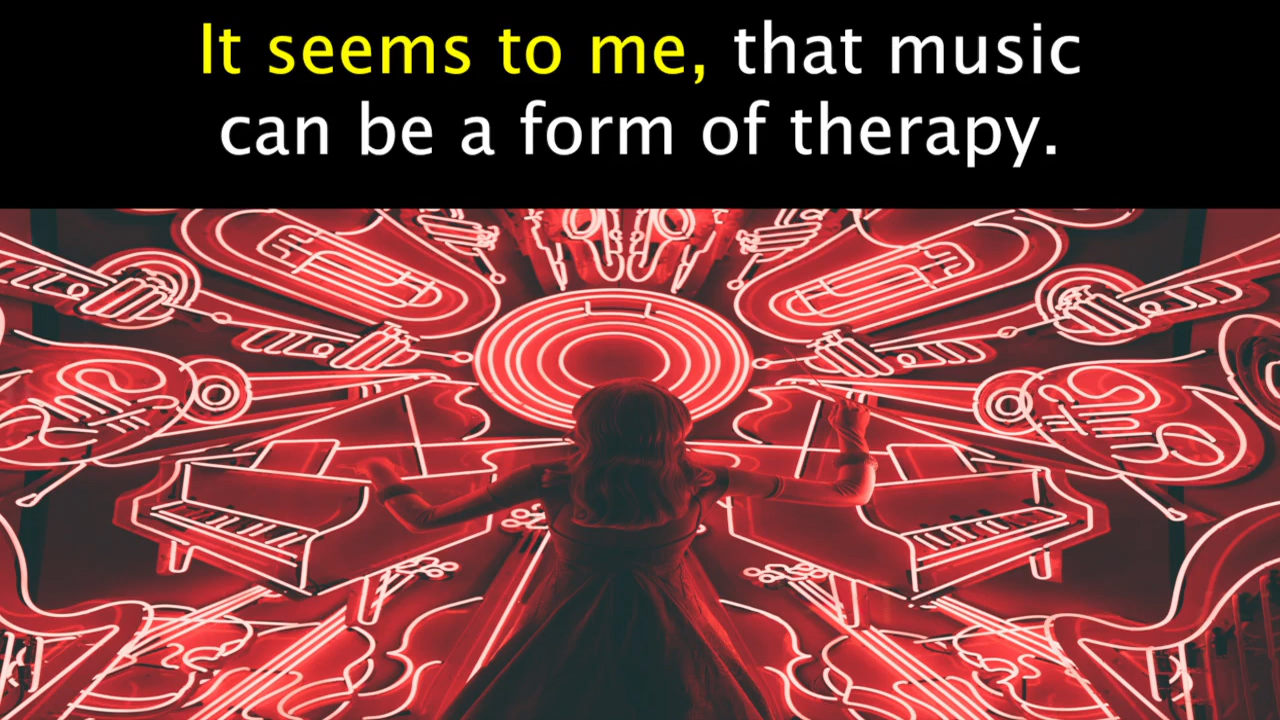 It seems to me, that music
can be a form of therapy.